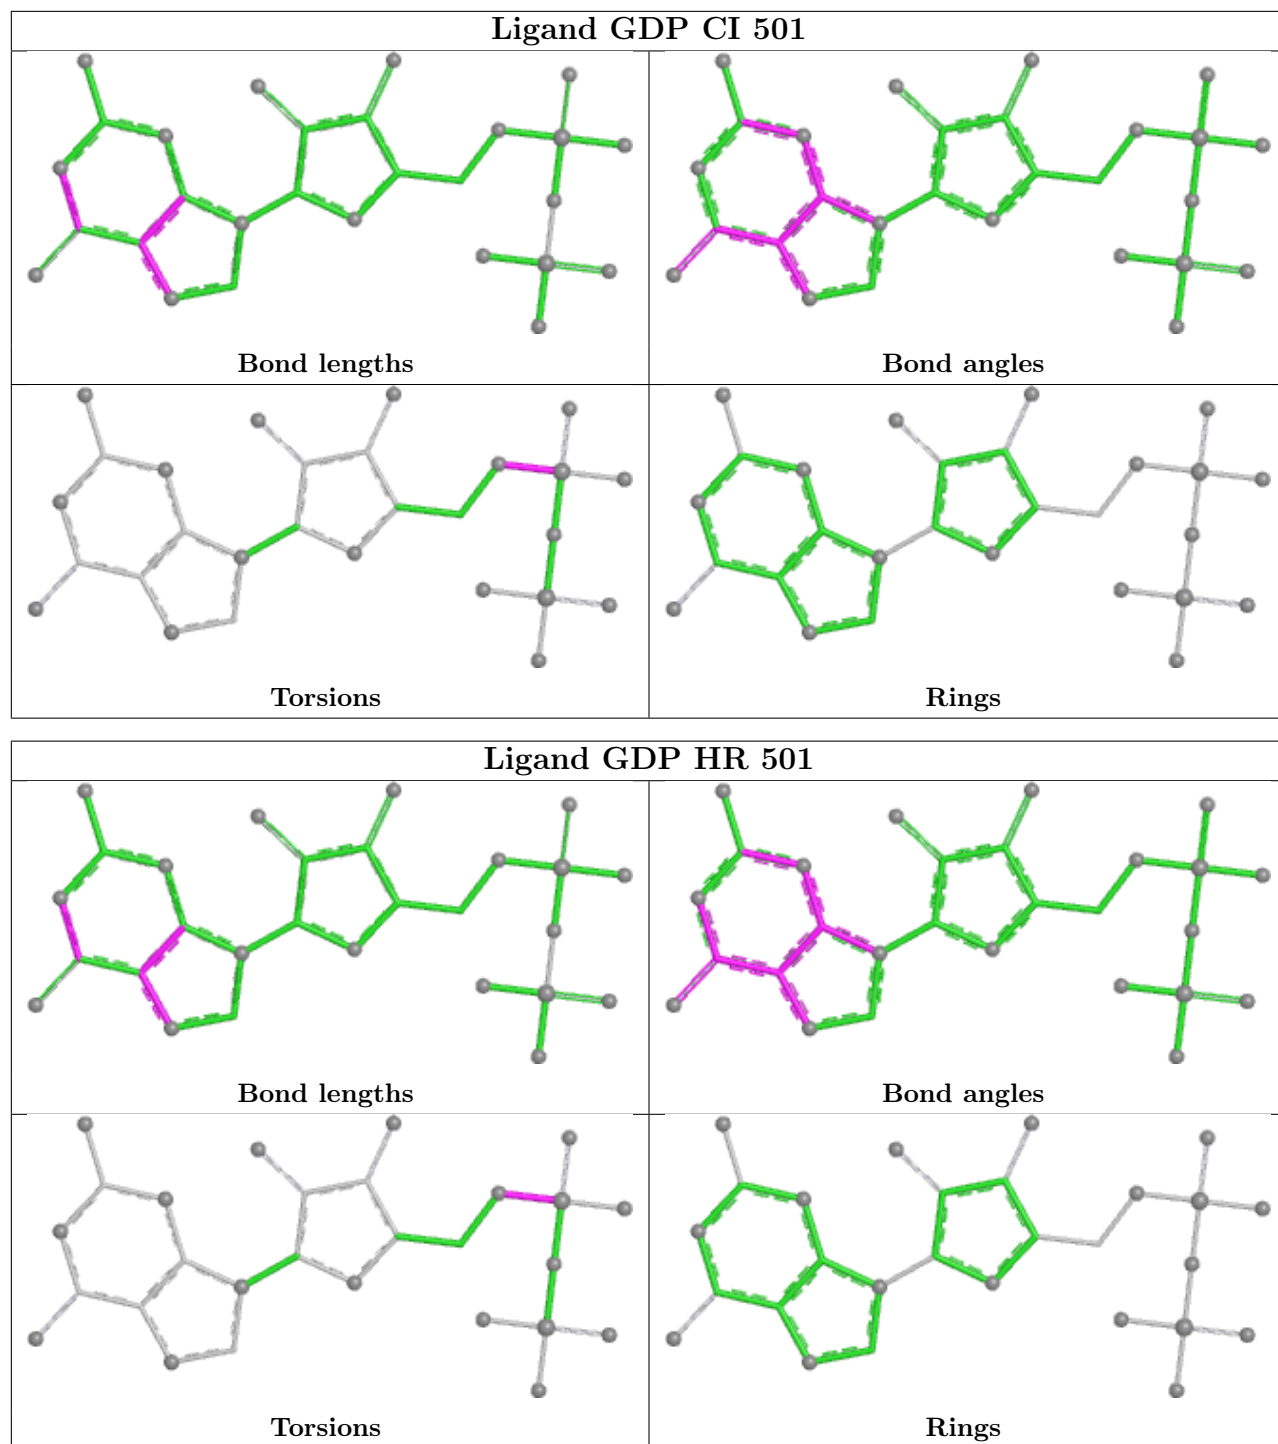 Ligand GDP CI 501
Bond lengths
Bond angles
Torsions
Rings
Ligand GDP HR 501
Bond lengths
Bond angles
Torsions
Rings